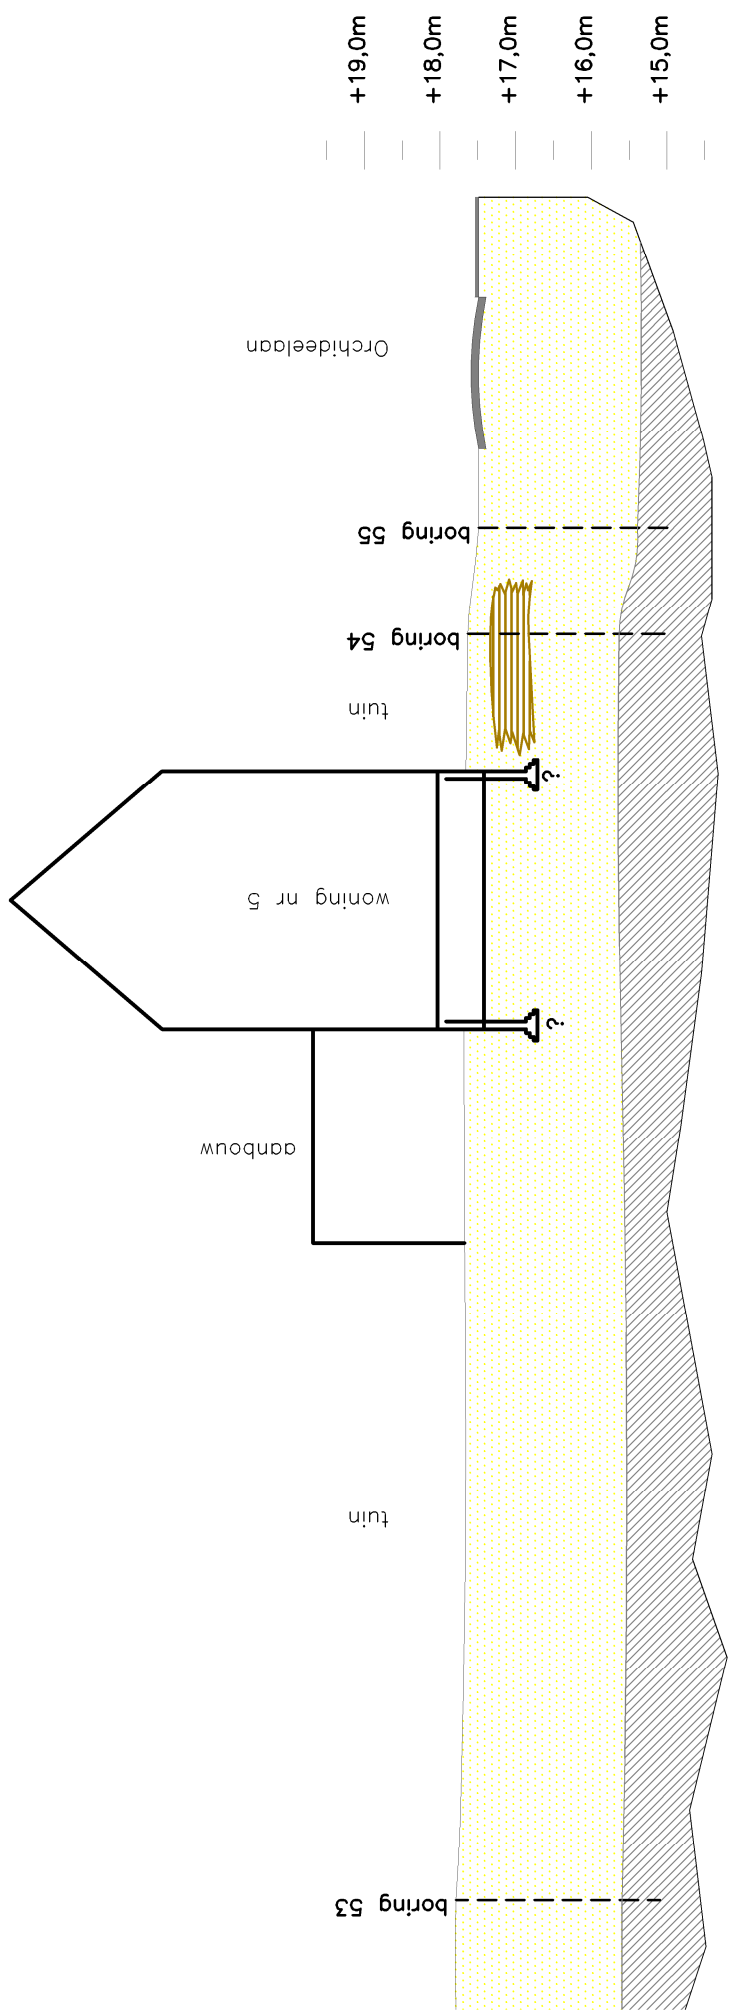 +19,0m
+18,0m
+17,0m
+16,0m
+15,0m
Orchideelaan
boring 55
boring 54
tuin
?
woning nr 5
?
aanbouw
tuin
boring 53